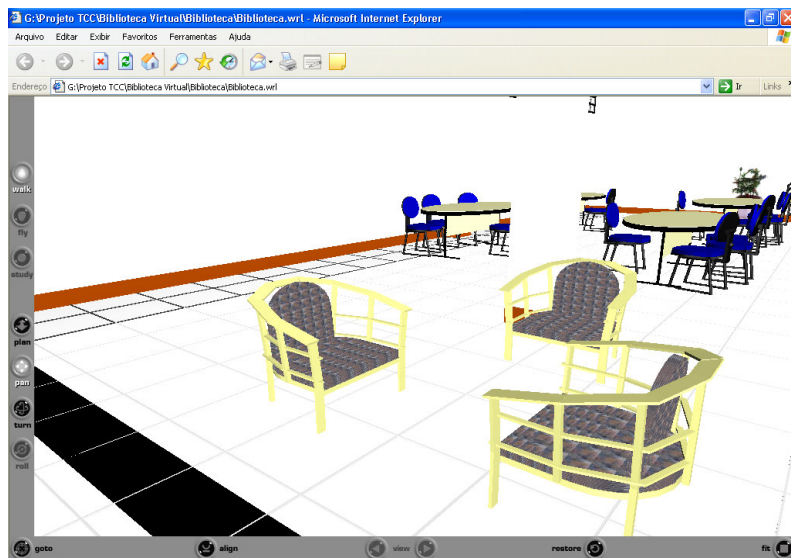 G:\Projeto TCC\Biblioteca Virtual\Biblioteca\Biblioteca.wrl - Microsoft Internet Explorer
Arquivo Editar Exibir Favoritos Ferramentas Ajuda
Endereço G:\Projeto TCC\Biblioteca Virtual\Biblioteca\Biblioteca.wrl Ir Links
walk
fly
study
plan
pan
turn
roll
goto align view restore fit